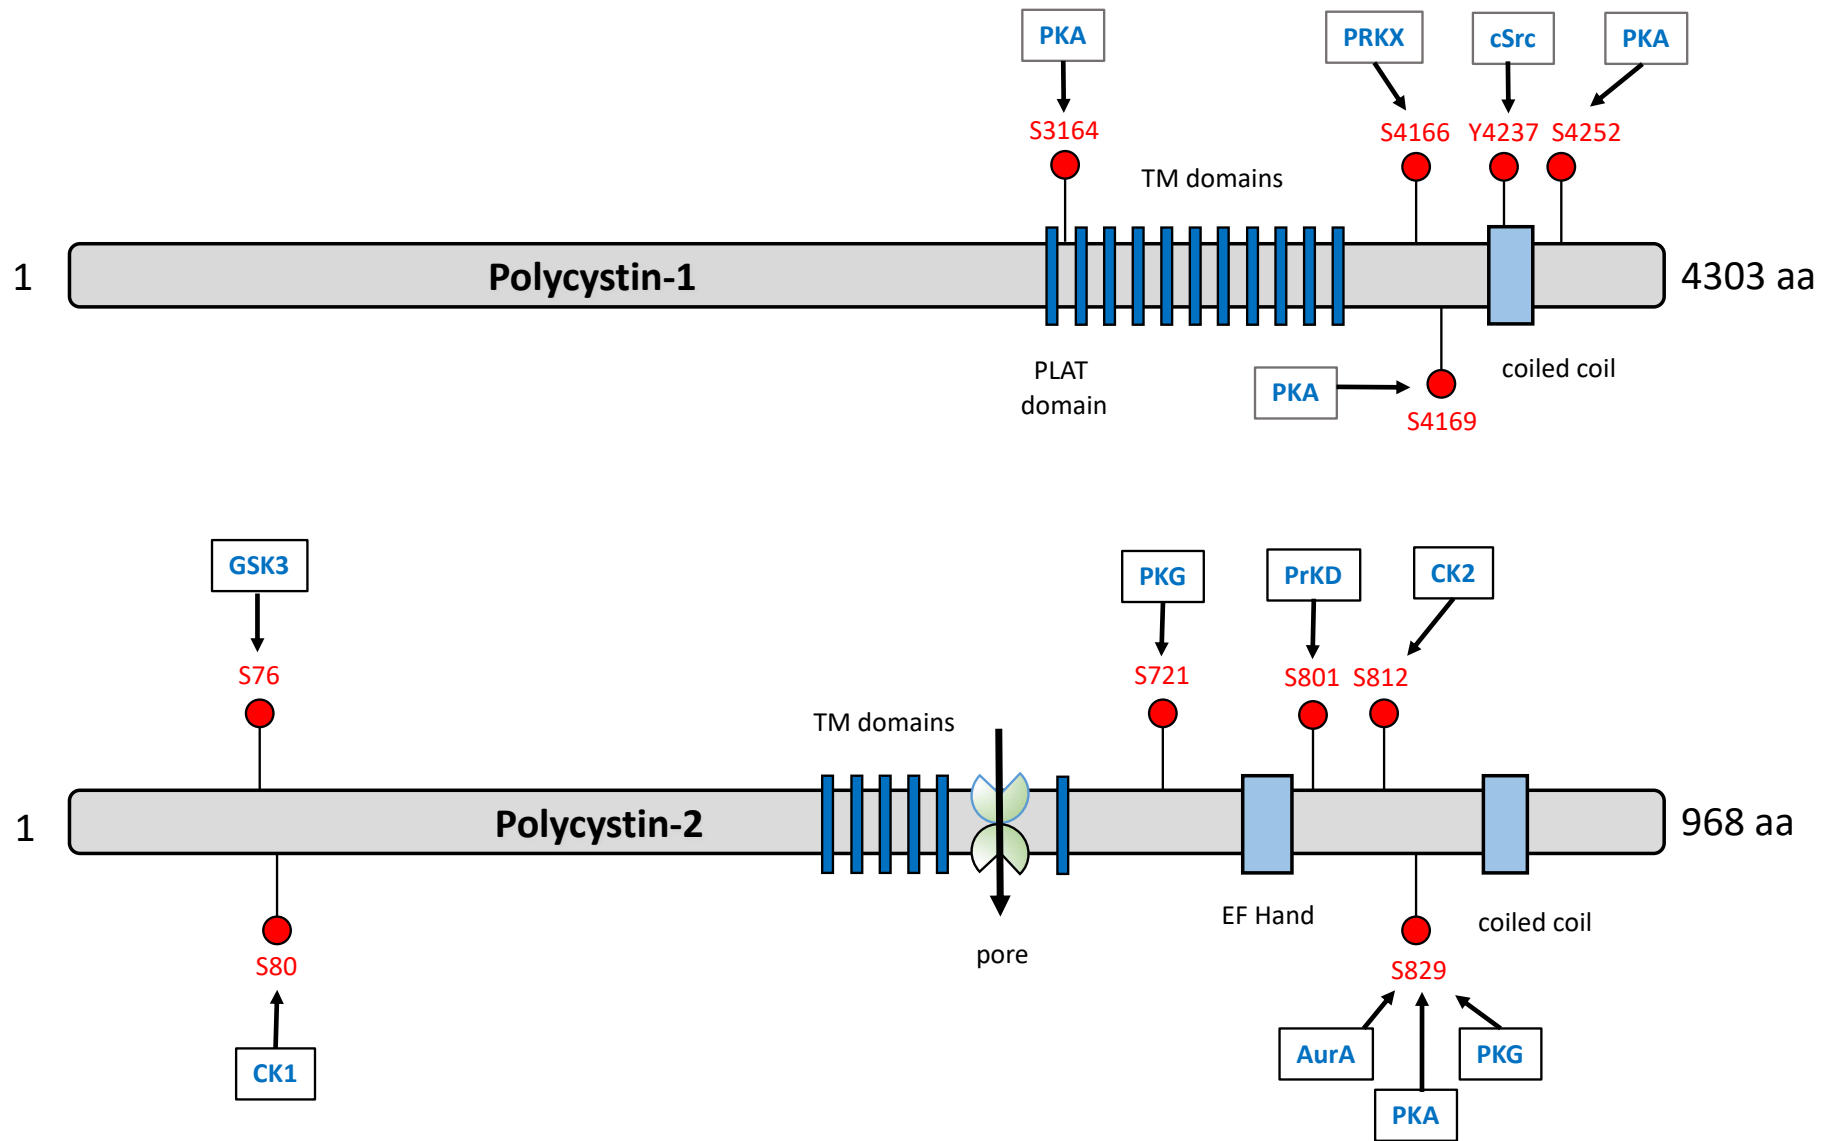 PKA
PRKX
cSrc
PKA
S3164
S4166
Y4237
S4252
TM domains
1
Polycystin-1
4303 aa
PLAT
domain
coiled coil
PKA
S4169
GSK3
PKG
PrKD
CK2
S76
S721
S801
S812
TM domains
1
Polycystin-2
968 aa
EF Hand
coiled coil
pore
S80
S829
AurA
PKG
CK1
PKA